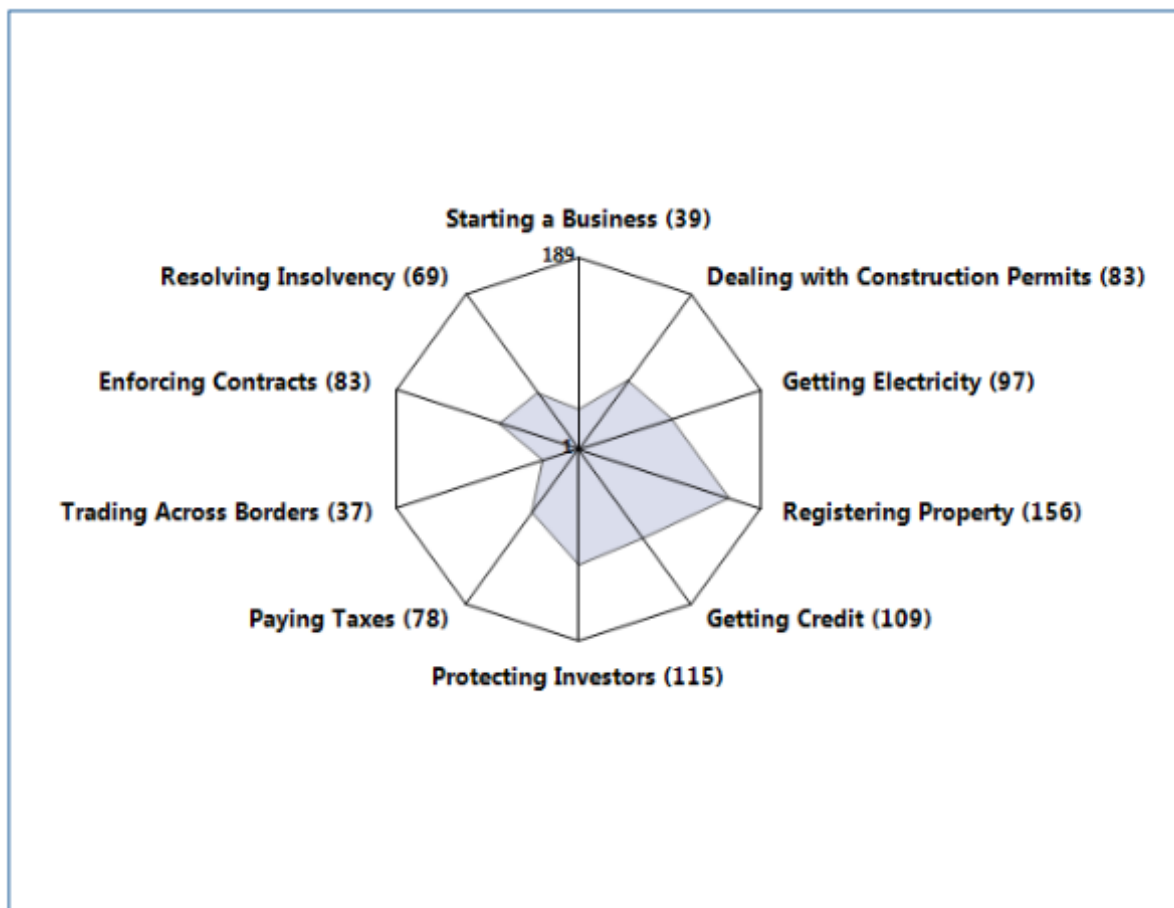 Starting a Business (39)
189
Resolving Insolvency (69)
Dealing with Construction Permits (83)
Enforcing Contracts (83)
Getting Electricity (97)
1
Trading Across Borders (37)
Registering Property (156)
Paying Taxes (78)
Getting Credit (109)
Protecting Investors (115)